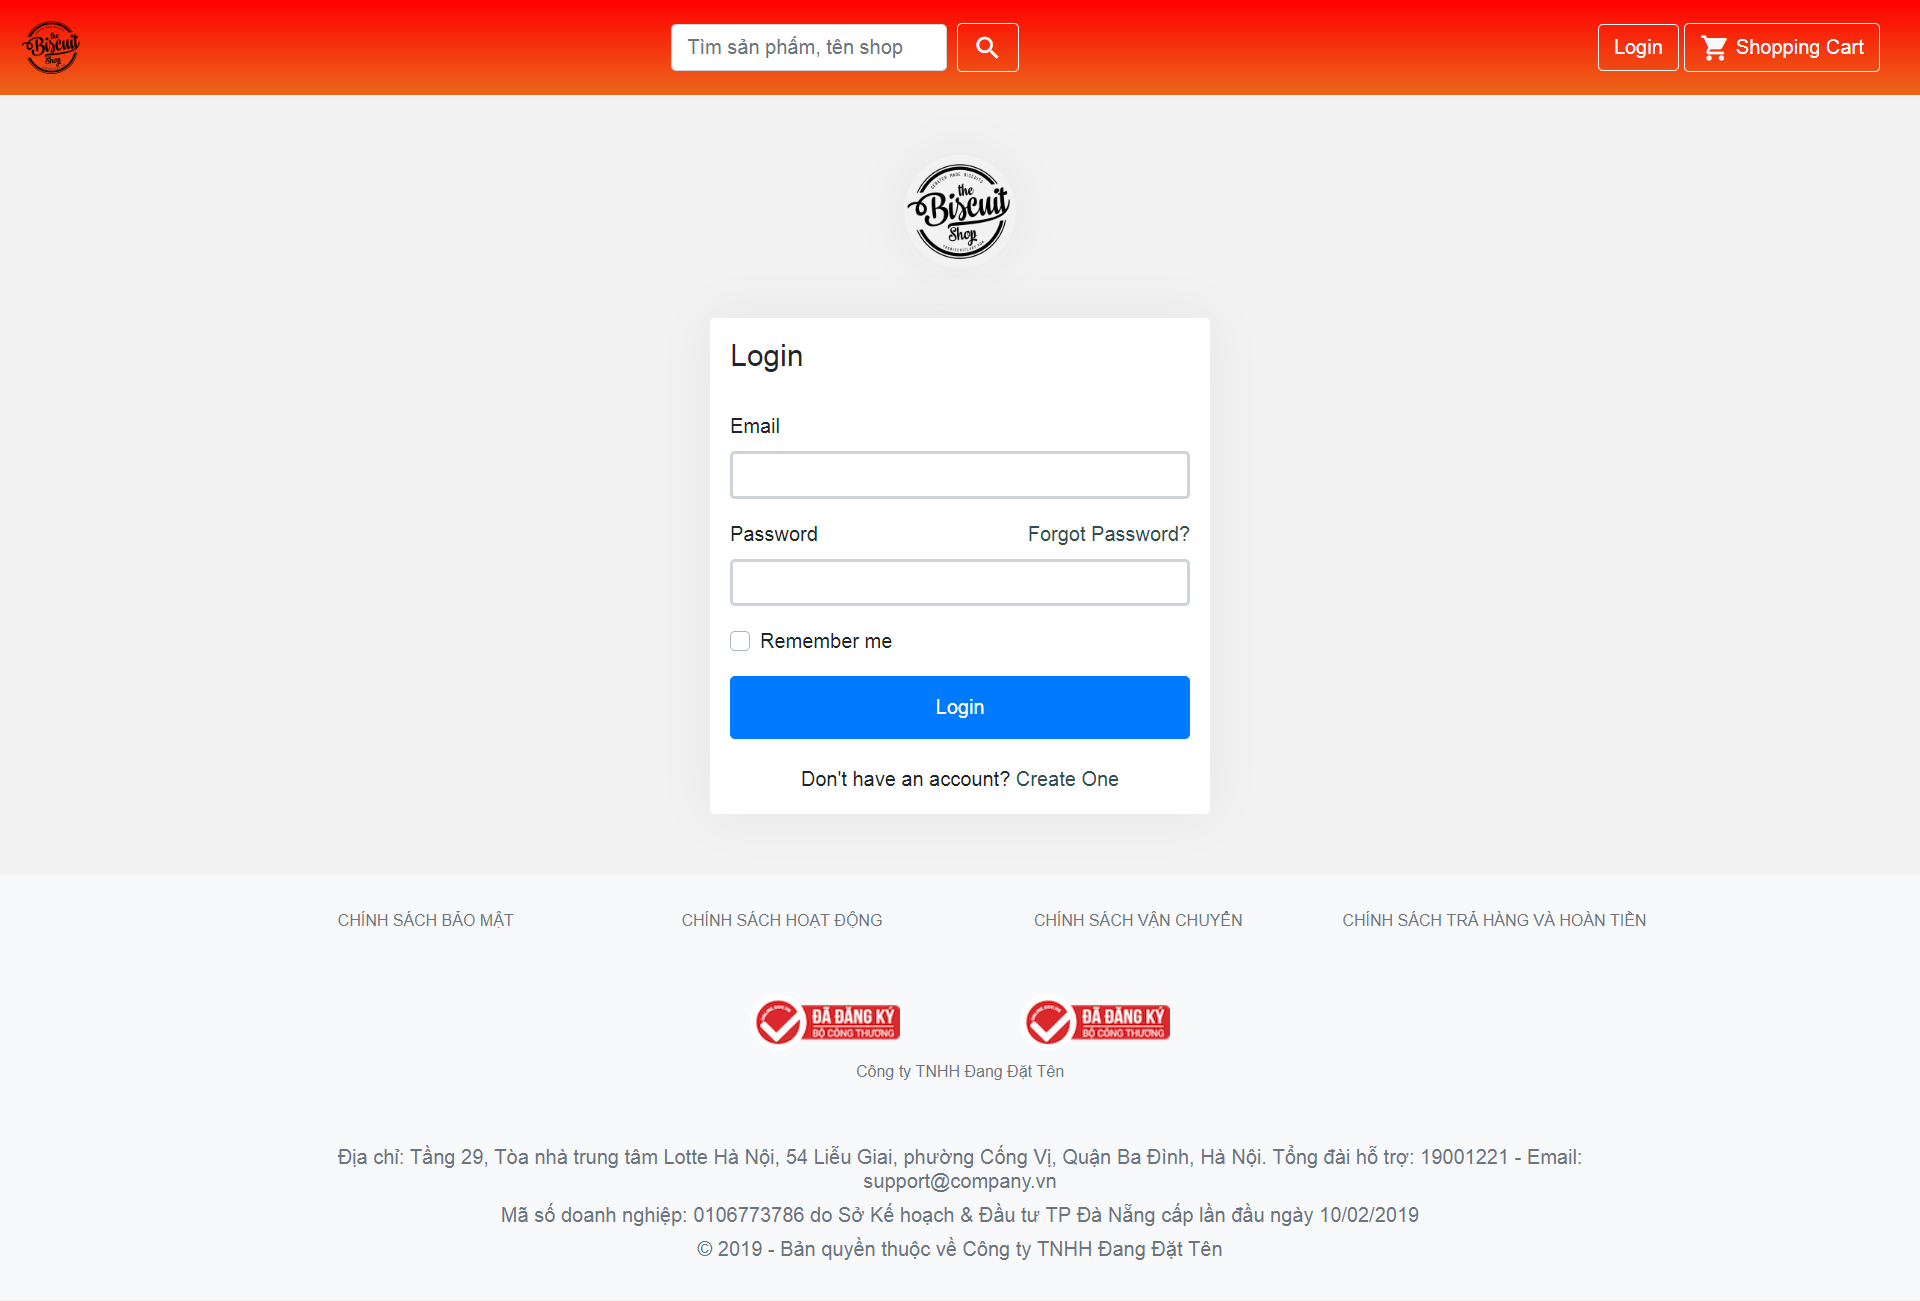 the
Biscuit
Shop
Tìm sản phẩm, tên shop
Login
Shopping Cart
SCRATCH MADE BISCUITS
the
Biscuit
Shop
Login
Email
Password
Forgot Password?
Remember me
Login
Don't have an account? Create One
CHÍNH SÁCH BẢO MẬT
CHÍNH SÁCH HOẠT ĐỘNG
CHÍNH SÁCH VẬN CHUYỂN
CHÍNH SÁCH TRẢ HÀNG VÀ HOÀN TIỀN
ĐÃ ĐĂNG KÝ
BỘ CÔNG THƯƠNG
ĐÃ ĐĂNG KÝ
BỘ CÔNG THƯƠNG
Công ty TNHH Đang Đặt Tên
Địa chỉ: Tầng 29, Tòa nhà trung tâm Lotte Hà Nội, 54 Liễu Giai, phường Cống Vị, Quận Ba Đình, Hà Nội. Tổng đài hỗ trợ: 19001221 - Email:
support@company.vn
Mã số doanh nghiệp: 0106773786 do Sở Kế hoạch & Đầu tư TP Đà Nẵng cấp lần đầu ngày 10/02/2019
© 2019 - Bản quyền thuộc về Công ty TNHH Đang Đặt Tên